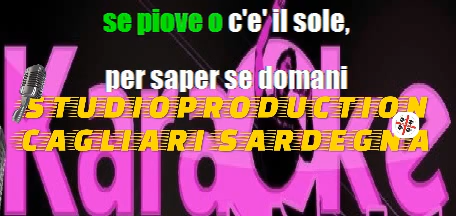 se piove o c'e' il sole,
per saper se domani
STUDIOPRODUCTION
CAGLIARI SARDEGNA
Karaoke